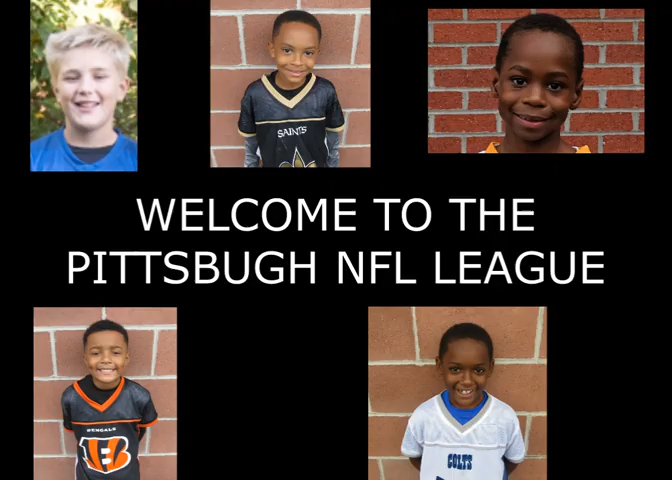 SAINTS
WELCOME TO THE
PITTSBUGH NFL LEAGUE
BENGALS
B
COLTS